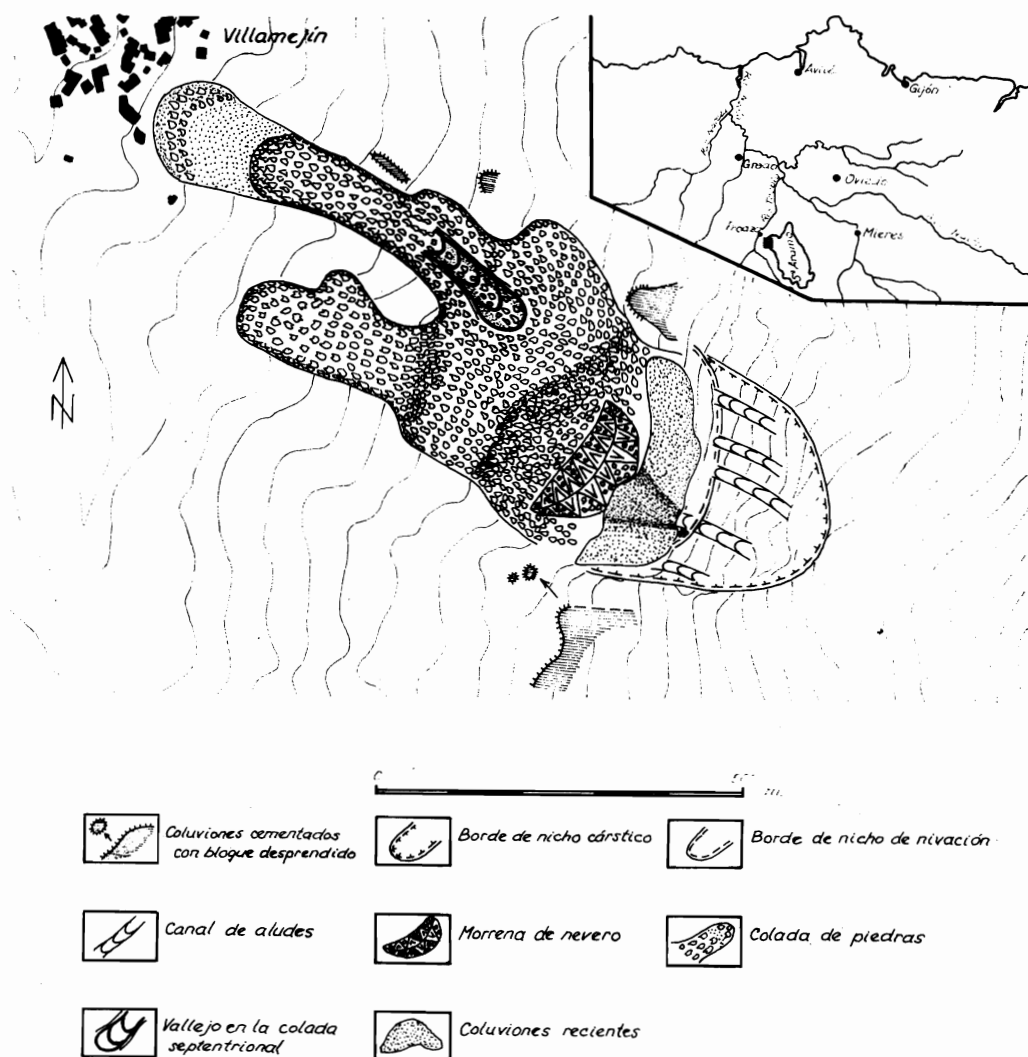 Villamejín
Avilés
Gijón
Grado
Oviedo
Mieres
S. Aramo
N
Coluviones cementados
con bloque desprendido
Borde de nicho cárstico
Borde de nicho de nivación
Canal de aludes
Morrena de nevero
Colada de piedras
Vallejo en la colada
septentrional
Coluviones recientes